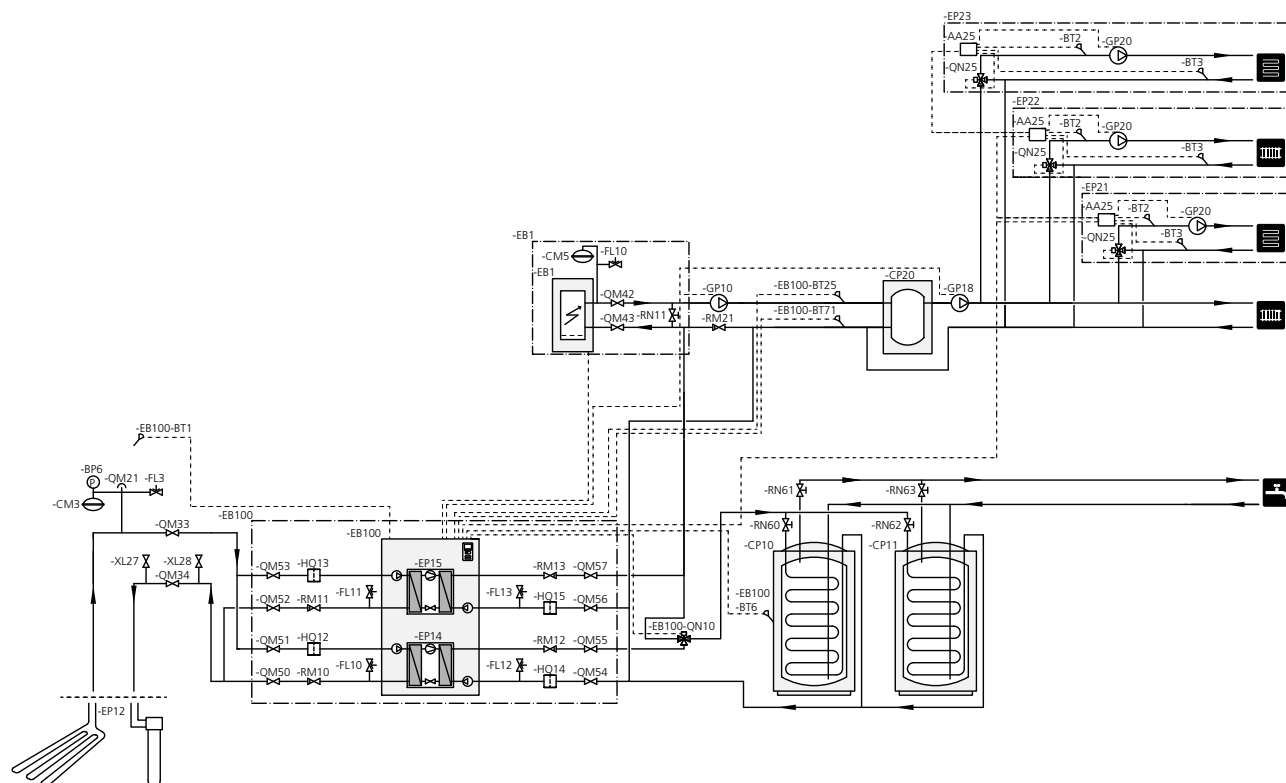 -EP23
-AA25
-BT2
-GP20
-QN25
-BT3
-EP22
-AA25
-BT2
-GP20
-QN25
-BT3
-EP21
-AA25
-BT2
-GP20
-QN25
-BT3
-EB1
-CM5
-FL10
-EB1
-QM42
-GP10
-EB100-BT25
-CP20
-GP18
-RN11
-QM43
-RM21
-EB100-BT71
-EB100-BT1
-BP6
P
-QM21
-FL3
-CM3
-QM33
-EB100
-EB100
-XL27
-XL28
-QM34
-QM53
-HQ13
-EP15
-RM13
-QM57
-QM52
-RM11
-FL11
-FL13
-HQ15
-QM56
-QM51
-HQ12
-EP14
-RM12
-QM55
-QM50
-RM10
-FL10
-FL12
-HQ14
-QM54
-EP12
-EB100-QN10
-RN61
-RN63
-RN60
-RN62
-CP10
-CP11
-EB100
-BT6